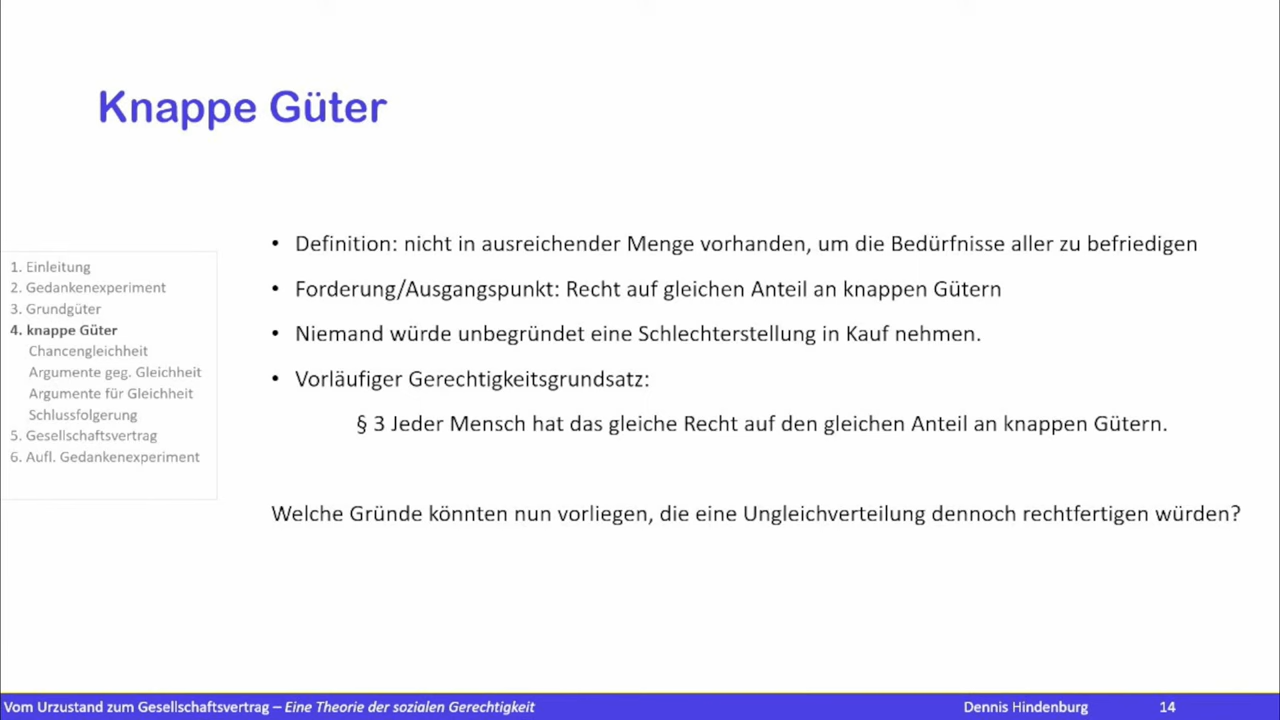 Knappe Güter
1. Einleitung
2. Gedankenexperiment
3. Grundgüter
4. knappe Güter
Chancengleichheit
Argumente geg. Gleichheit
Argumente für Gleichheit
Schlussfolgerung
5. Gesellschaftsvertrag
6. Aufl. Gedankenexperiment
• Definition: nicht in ausreichender Menge vorhanden, um die Bedürfnisse aller zu befriedigen
• Forderung/Ausgangspunkt: Recht auf gleichen Anteil an knappen Gütern
• Niemand würde unbegründet eine Schlechterstellung in Kauf nehmen.
• Vorläufiger Gerechtigkeitsgrundsatz:
§ 3 Jeder Mensch hat das gleiche Recht auf den gleichen Anteil an knappen Gütern.
Welche Gründe könnten nun vorliegen, die eine Ungleichverteilung dennoch rechtfertigen würden?
Vom Urzustand zum Gesellschaftsvertrag – Eine Theorie der sozialen Gerechtigkeit Dennis Hindenburg 14